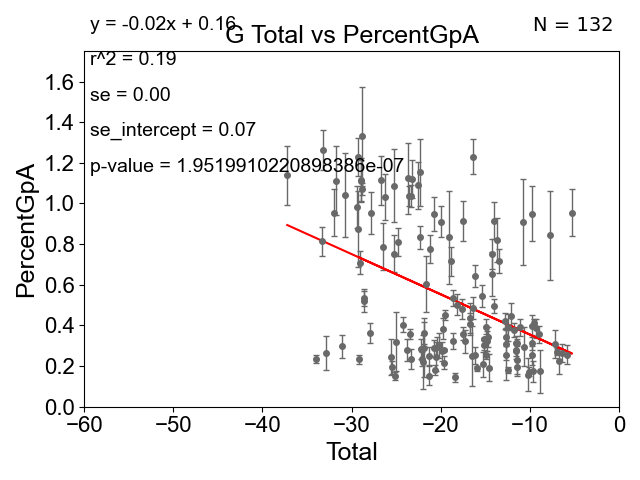 y = -0.02x + 0.16
N = 132
G Total vs PercentGpA
r^2 = 0.19
se = 0.00
se_intercept = 0.07
p-value = 1.9519910220898386e-07
PercentGpA
1.6
1.4
1.2
1.0
0.8
0.6
0.4
0.2
0.0
−60 −50 −40 −30 −20 −10 0
Total